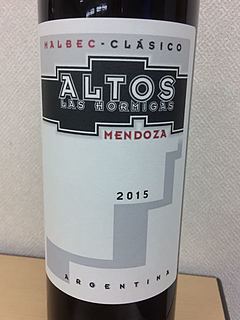 MALBEC - CLÁSICO
ALTOS
LAS HORMIGAS
MENDOZA
2015
ARGENTINA